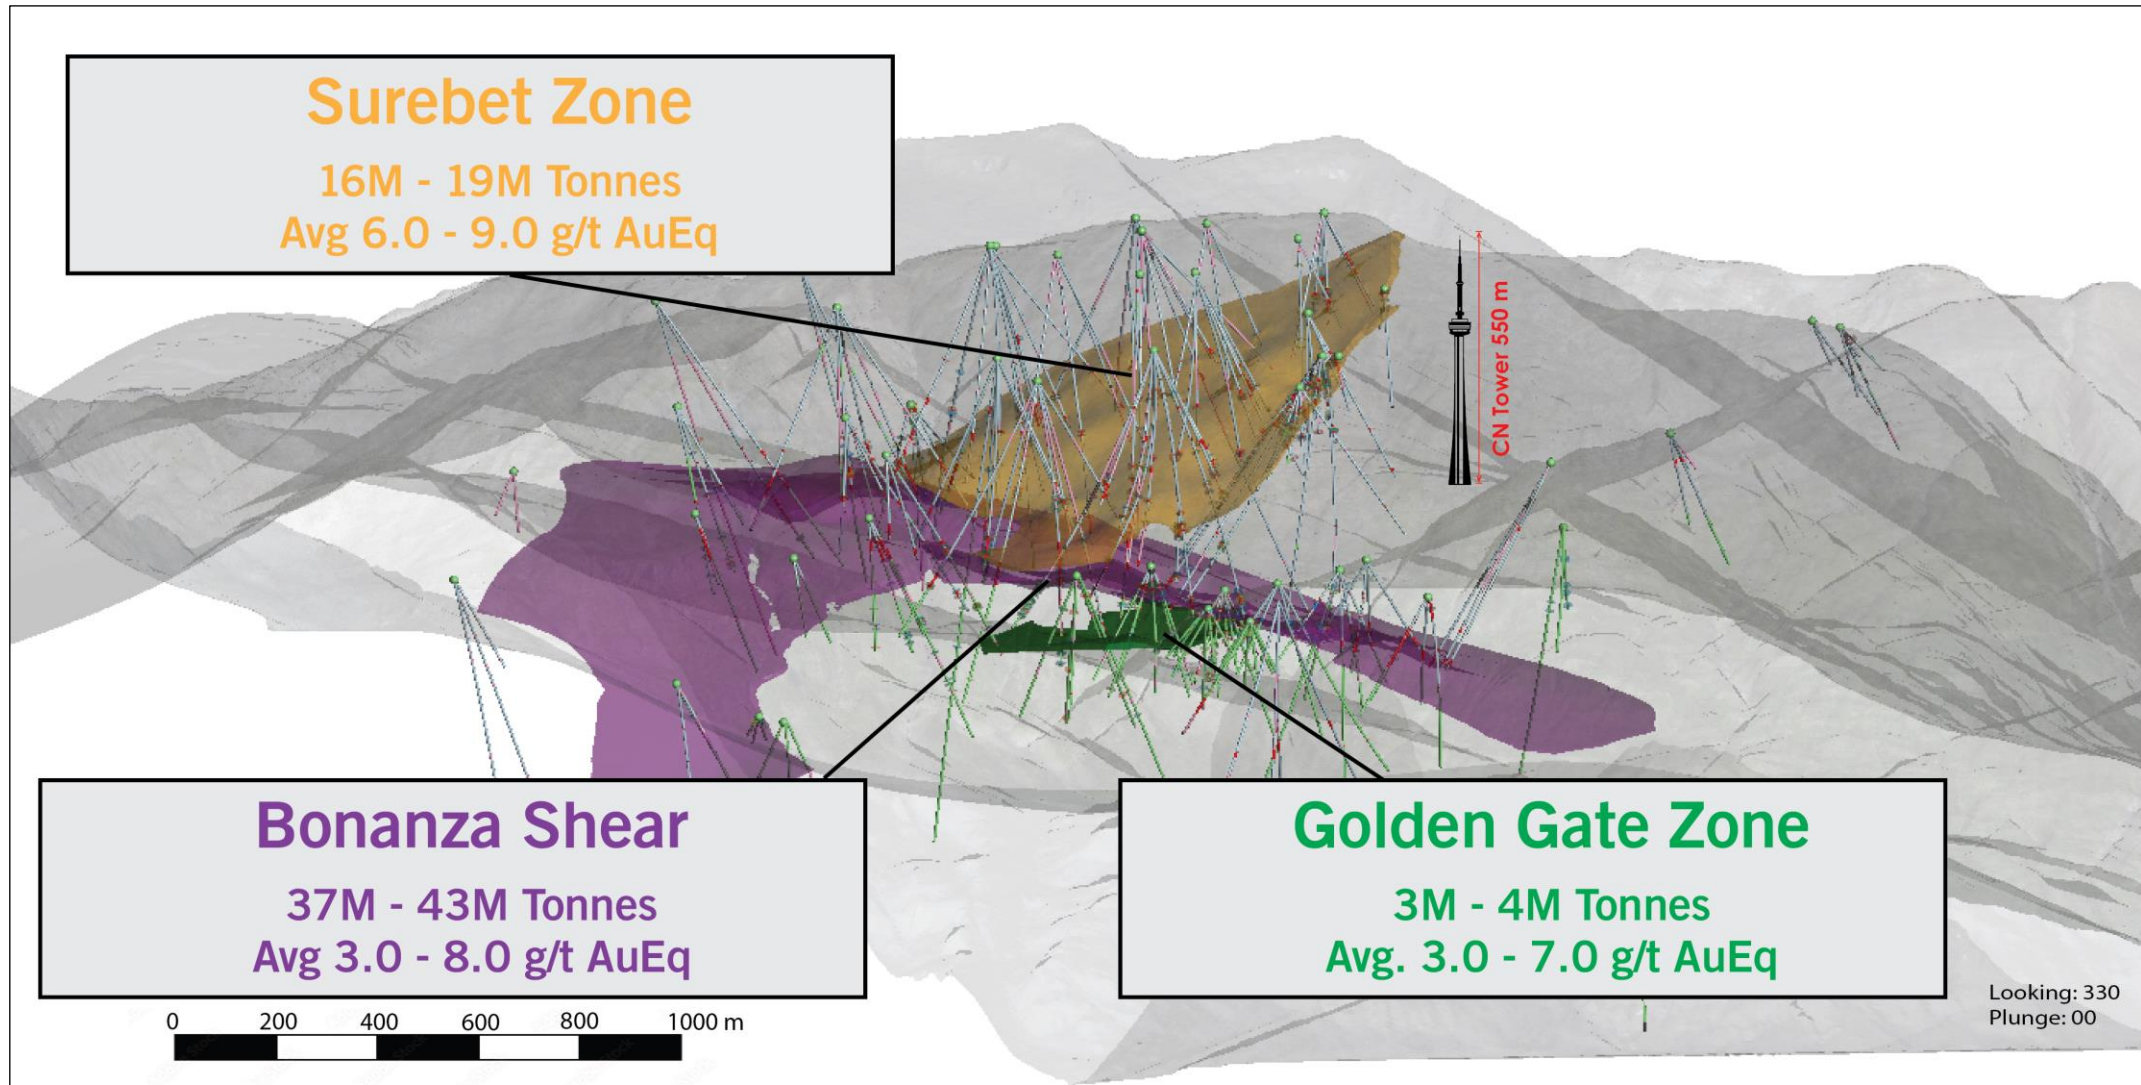 Surebet Zone
16M - 19M Tonnes
Avg 6.0 - 9.0 g/t AuEq
CN Tower 550 m
Bonanza Shear
37M - 43M Tonnes
Avg 3.0 - 8.0 g/t AuEq
Golden Gate Zone
3M - 4M Tonnes
Avg. 3.0 - 7.0 g/t AuEq
0 200 400 600 800 1000 m
Looking: 330
Plunge: 00